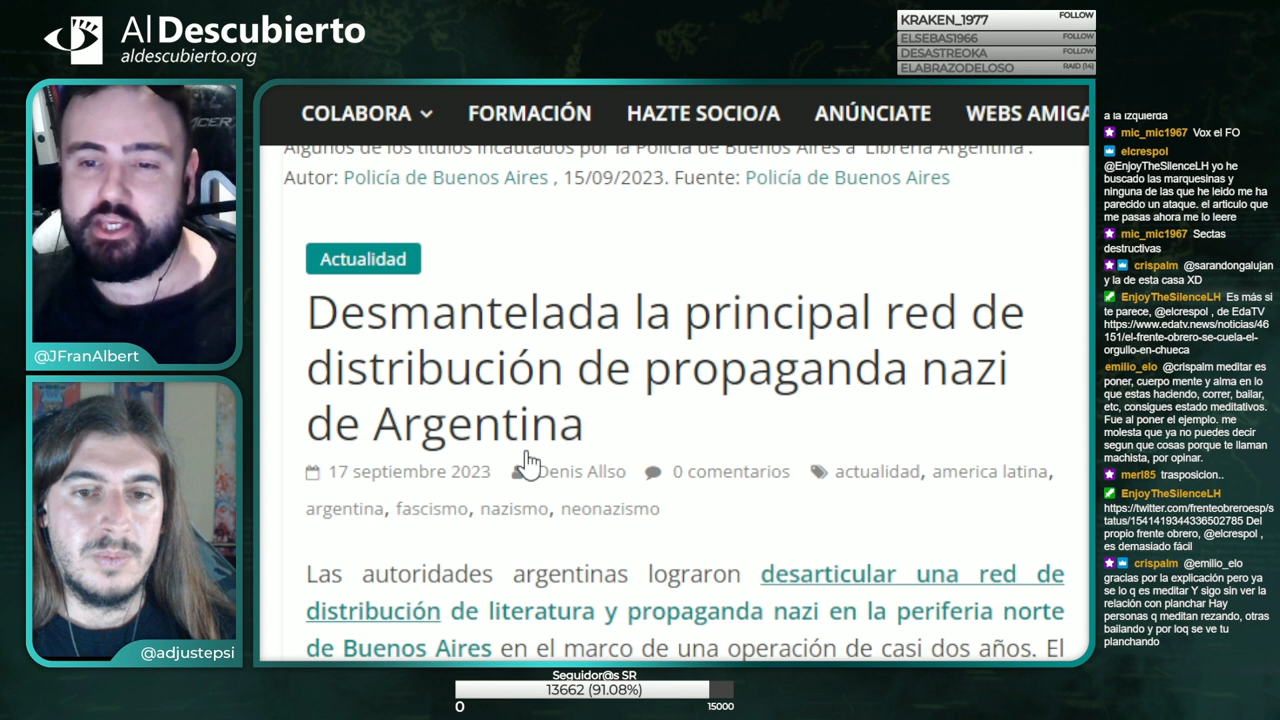 Al Descubierto
aldescubierto.org
KRAKEN_1977 FOLLOW
ELSEBAS1966 FOLLOW
DESASTREOKA FOLLOW
ELABRAZODELOSO RAID (14)
@JFranAlbert
@adjustepsi
COLABORA FORMACIÓN HAZTE SOCIO/A ANÚNCIATE WEBS AMIGA
Algunos de los títulos incautados por la Policía de Buenos Aires a 'Librería Argentina'.
Autor: Policía de Buenos Aires , 15/09/2023. Fuente: Policía de Buenos Aires
Actualidad
Desmantelada la principal red de
distribución de propaganda nazi
de Argentina
17 septiembre 2023 Denis Allso 0 comentarios actualidad, america latina,
argentina, fascismo, nazismo, neonazismo
Las autoridades argentinas lograron desarticular una red de
distribución de literatura y propaganda nazi en la periferia norte
de Buenos Aires en el marco de una operación de casi dos años. El
a la izquierda
mic_mic1967 Vox el FO
elcrespol
@EnjoyTheSilenceLH yo he
buscado las marquesinas y
ninguna de las que he leido me ha
parecido un ataque. el articulo que
me pasas ahora me lo leere
mic_mic1967 Sectas
destructivas
crispalm @sarandongalujan
y la de esta casa XD
EnjoyTheSilenceLH Es más si
te parece, @elcrespol , de EdaTV
https://www.edatv.news/noticias/46
151/el-frente-obrero-se-cuela-el-
orgullo-en-chueca
emilio_elo @crispalm meditar es
poner, cuerpo mente y alma en lo
que estas haciendo, correr, bailar,
etc, consigues estado meditativos.
Fue al poner el ejemplo. me
molesta que ya no puedes decir
segun que cosas porque te llaman
machista, por opinar.
merl85 trasposicion..
EnjoyTheSilenceLH
https://twitter.com/frenteobreroesp/s
tatus/1541419344336502785 Del
propio frente obrero, @elcrespol ,
es demasiado fácil
crispalm @emilio_elo
gracias por la explicación pero ya
se lo q es meditar Y sigo sin ver la
relación con planchar Hay
personas q meditan rezando, otras
bailando y por loq se ve tu
planchando
Seguidor@s SR
13662 (91.08%)
0 15000